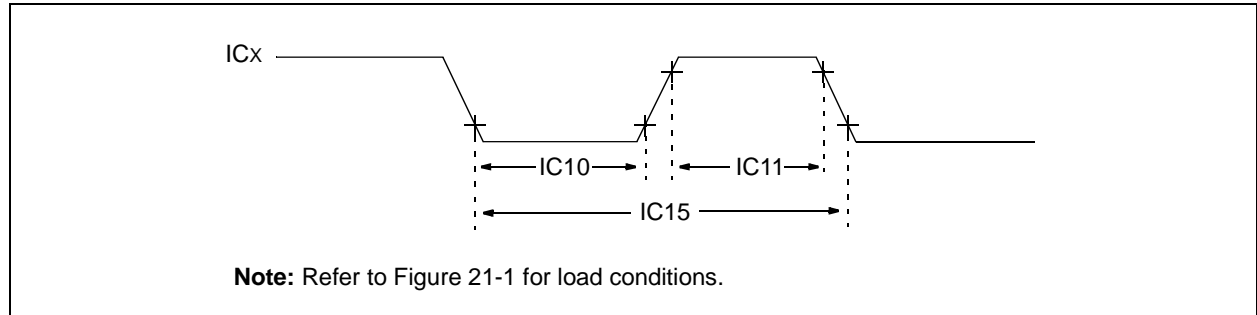 ICX
IC10
IC11
IC15
Note: Refer to Figure 21-1 for load conditions.